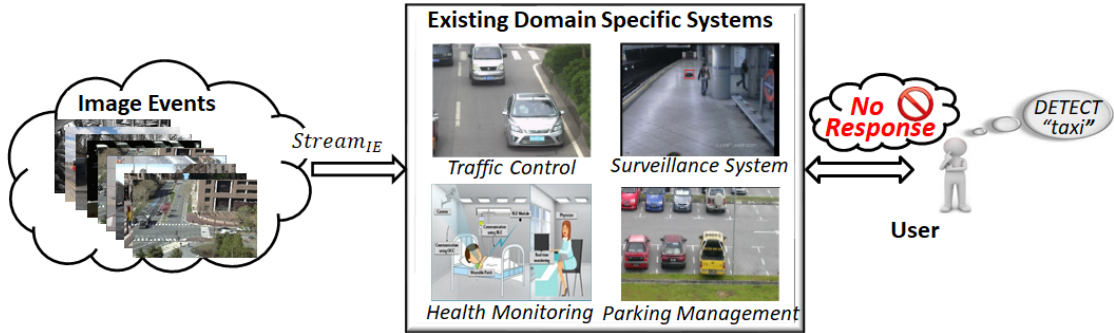 Existing Domain Specific Systems
Image Events
Stream_IE
Traffic Control
Surveillance System
Health Monitoring
Parking Management
No
Response
DETECT
“taxi”
User